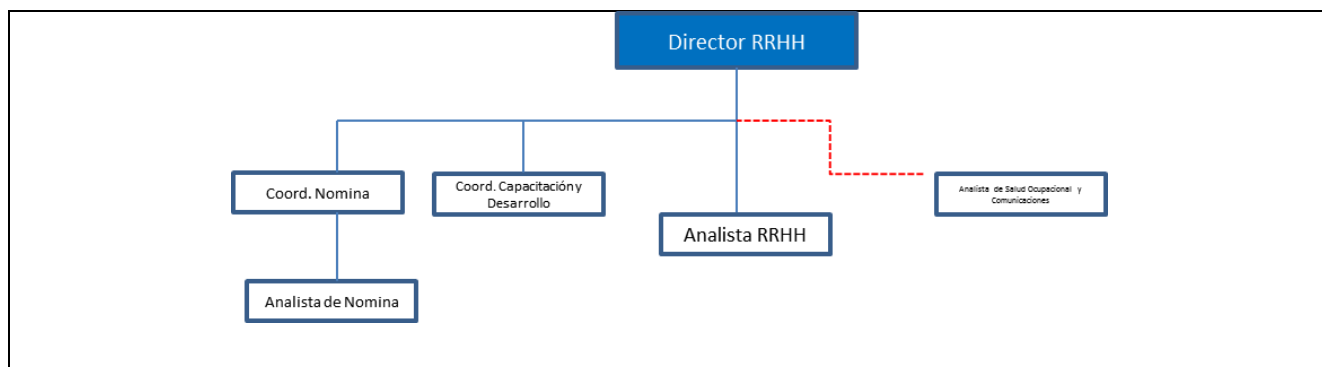 Director RRHH
Coord. Nomina
Coord. Capacitación y
Desarrollo
Analista RRHH
Analista de Salud Ocupacional y
Comunicaciones
Analista de Nomina